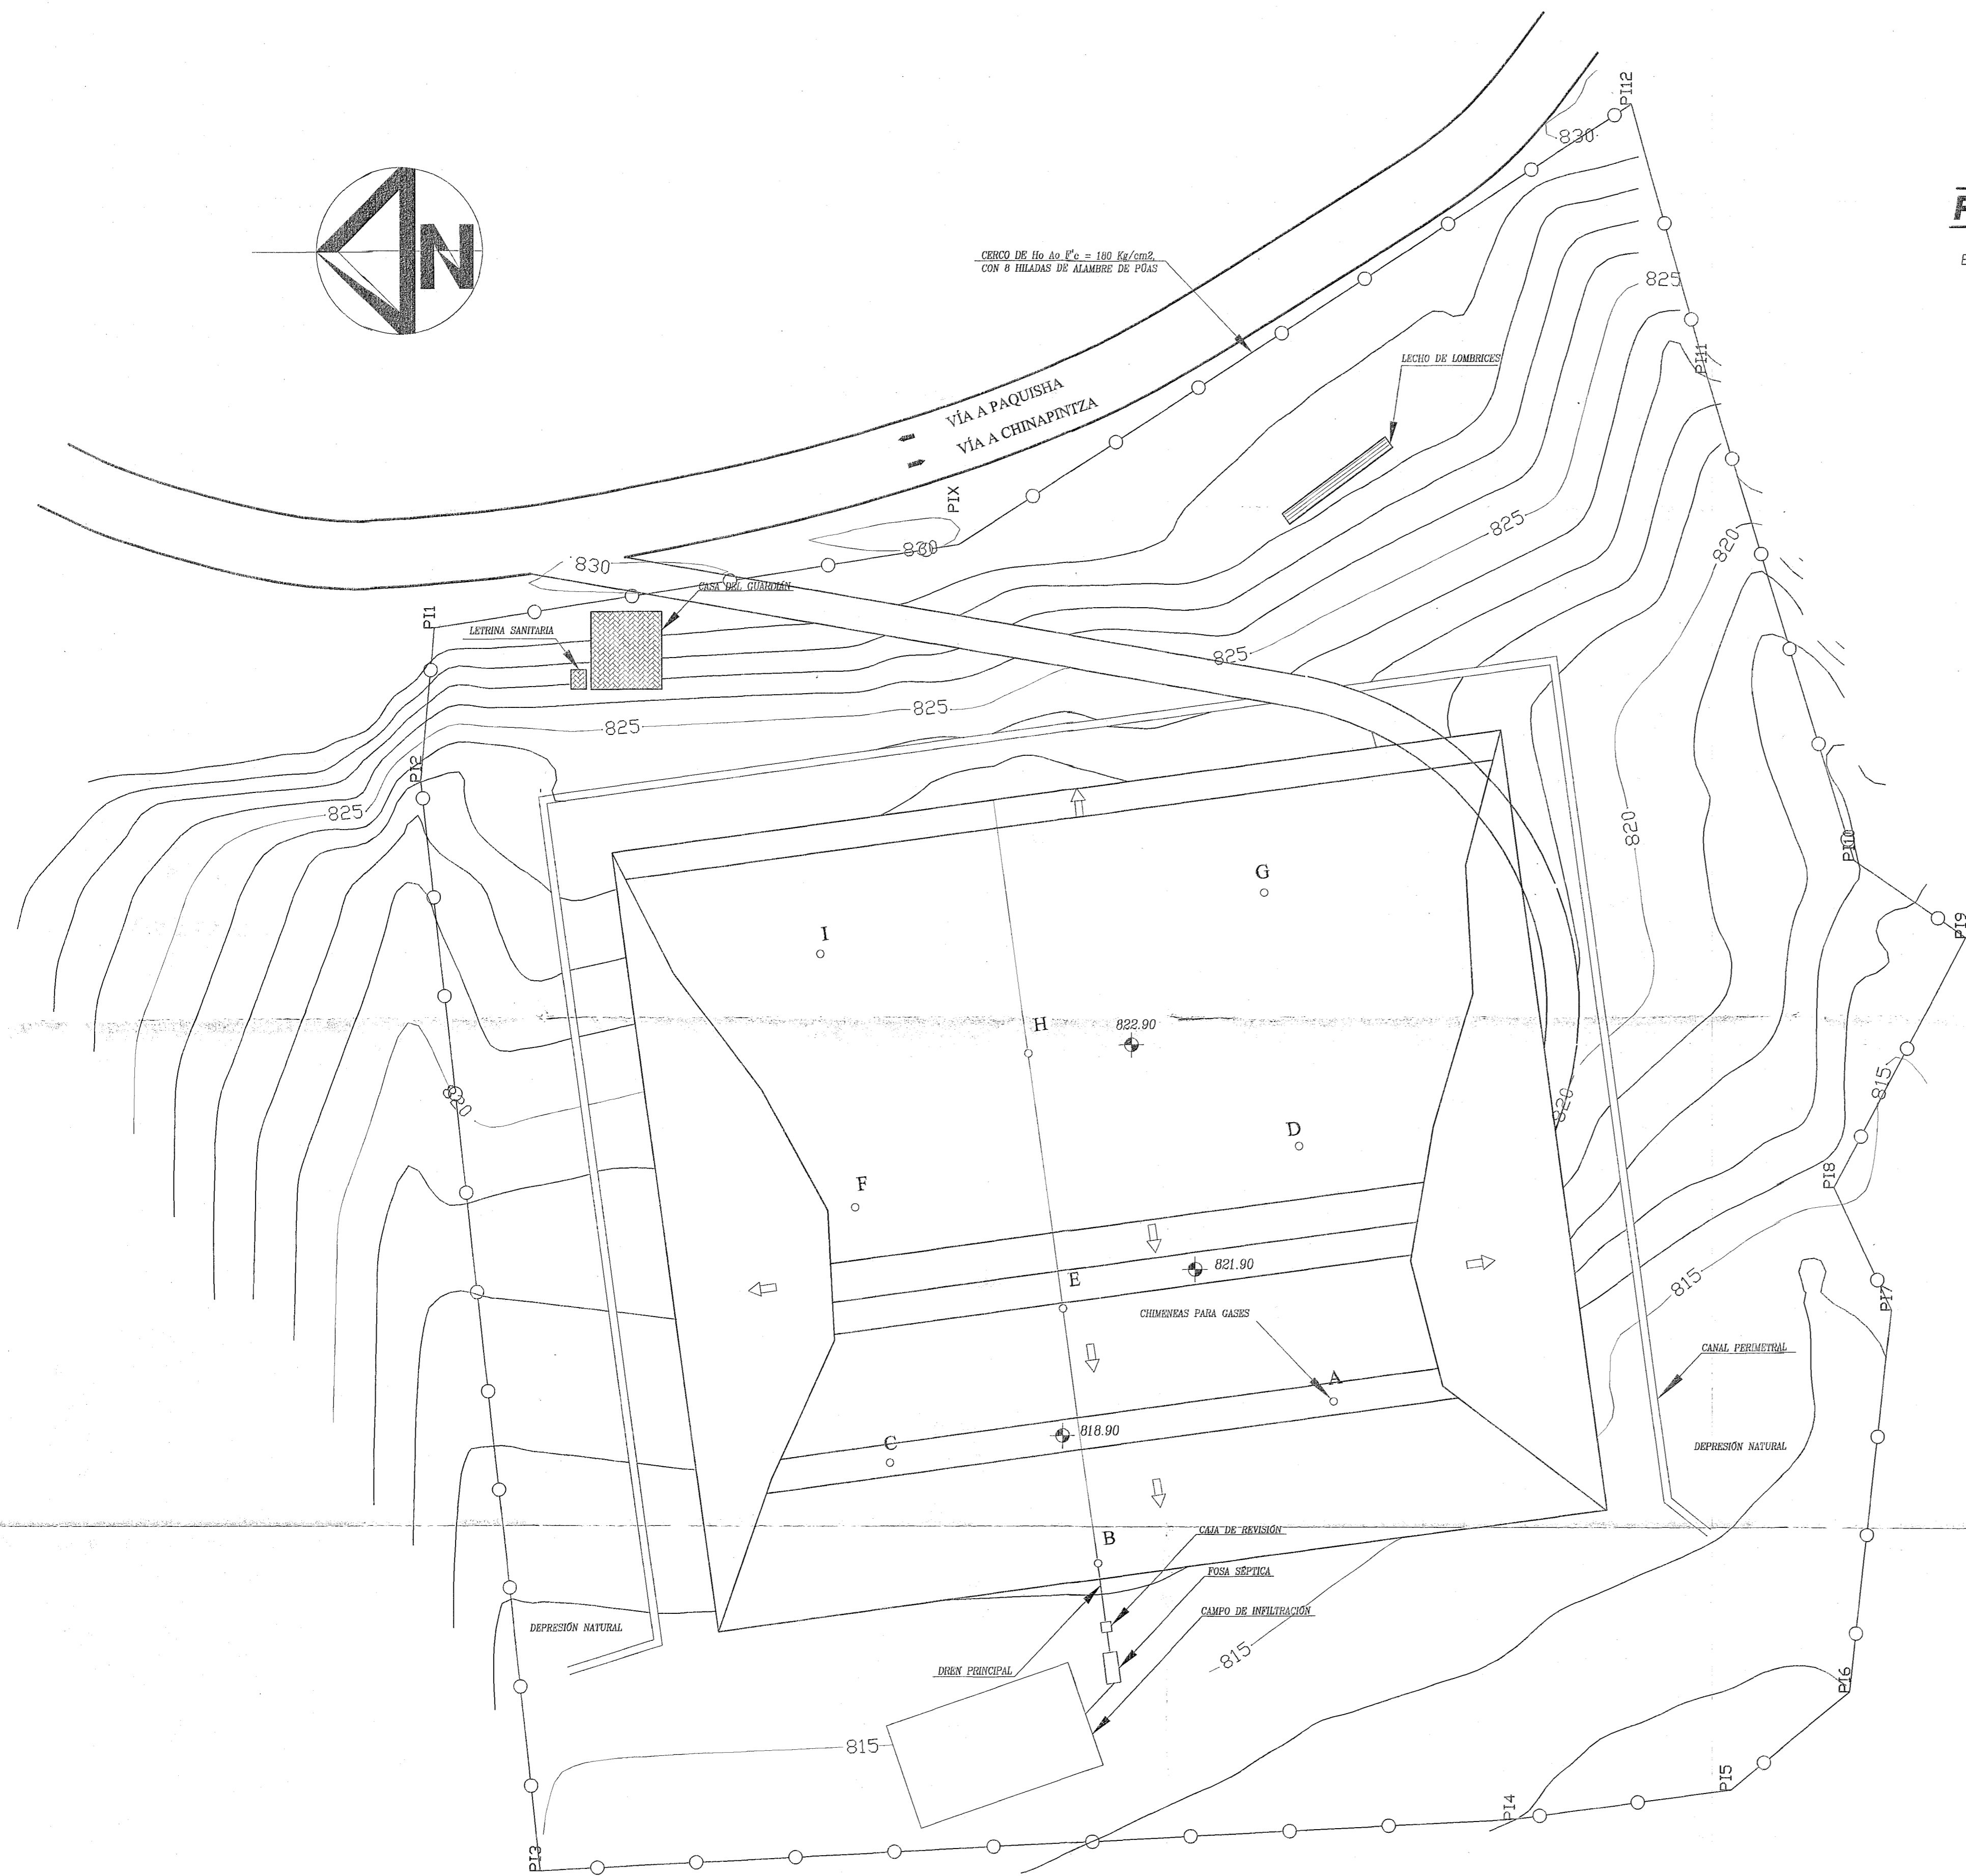 PI12
830
N
CERCO DE Ho Ao F'c = 180 Kg/cm2,
CON 8 HILADAS DE ALAMBRE DE PÚAS
825
PI11
LECHO DE LOMBRICES
VÍA A PAQUISHA
VÍA A CHINAPINTZA
PIX
825
830
820
830
CASA DEL GUARDIÁN
PI1
LETRINA SANITARIA
825
825
825
PI2
825
820
PI10
G
PI9
I
H
822.90
815
820
820
D
PI8
F
821.90
E
815
PI7
CHIMENEAS PARA GASES
CANAL PERIMETRAL
A
818.90
C
DEPRESIÓN NATURAL
CAJA DE REVISIÓN
B
FOSA SÉPTICA
CAMPO DE INFILTRACIÓN
DEPRESIÓN NATURAL
815
DREN PRINCIPAL
PI6
815
PI5
PI4
PI3